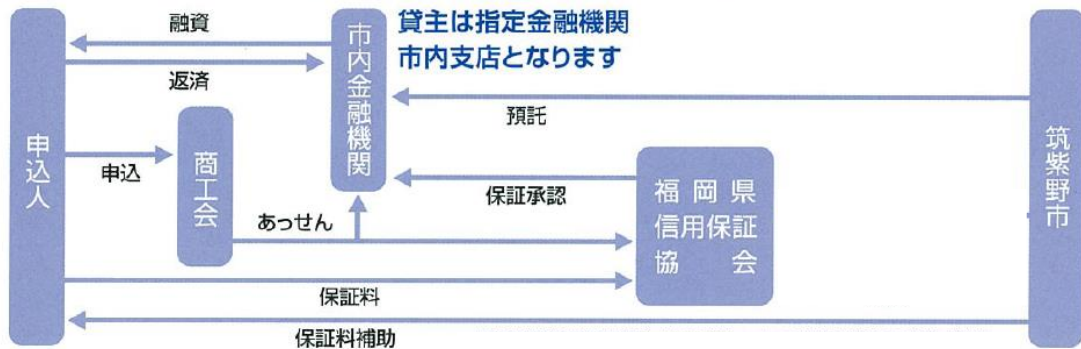 融資
返済
市内金融機関
貸主は指定金融機関
市内支店となります
預託
申込人
申込
商工会
あっせん
保証承認
福岡県
信用保証
協会
筑紫野市
保証料
保証料補助